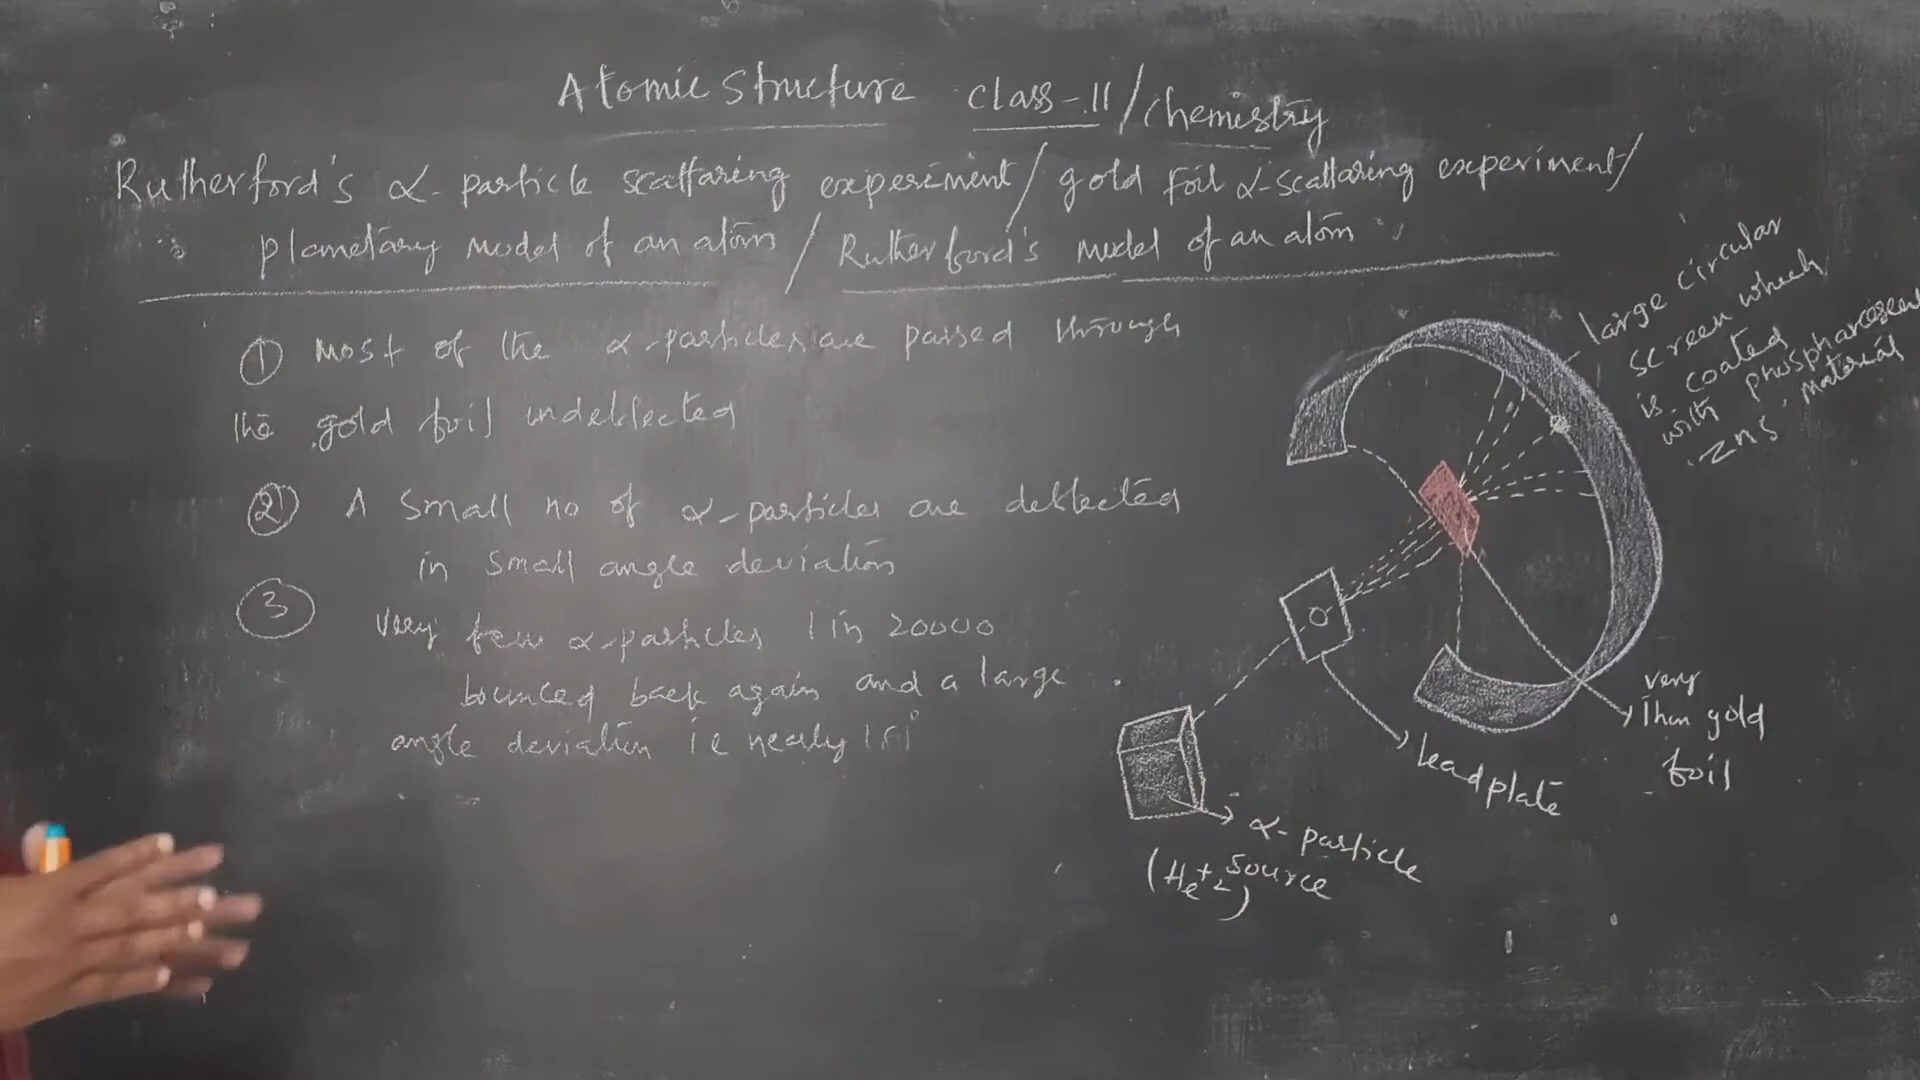 Atomic Structure class-11/chemistry
Rutherford's α-particle scattaring experiment/gold foil α-scattaring experiment/
planetary model of an atom/Rutherford's model of an atom
① Most of the α-particles are passed through
the gold foil undeflected
② A small no of α-particles are deflected
in small angle deviation
③ Very few α-particles 1 in 20000
bounced back again and a large
angle deviation ie nearly
large circular
screen which
is coated
with phospharescent
ZnS material
very
thin gold
foil
lead plate
α-particle
source
(He+2)